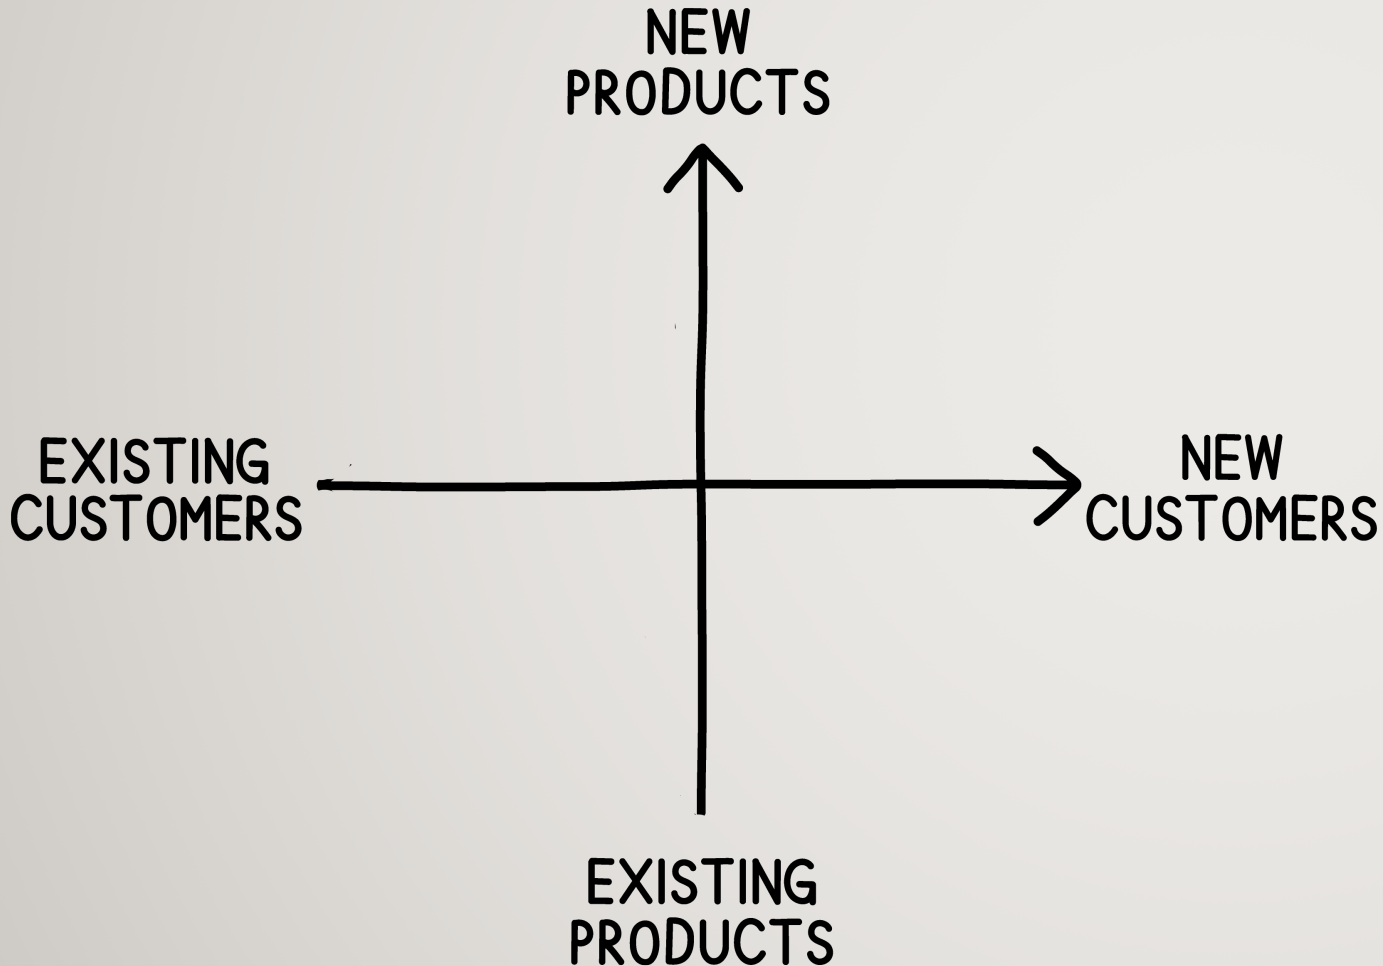 NEW
PRODUCTS
EXISTING
CUSTOMERS
NEW
CUSTOMERS
EXISTING
PRODUCTS